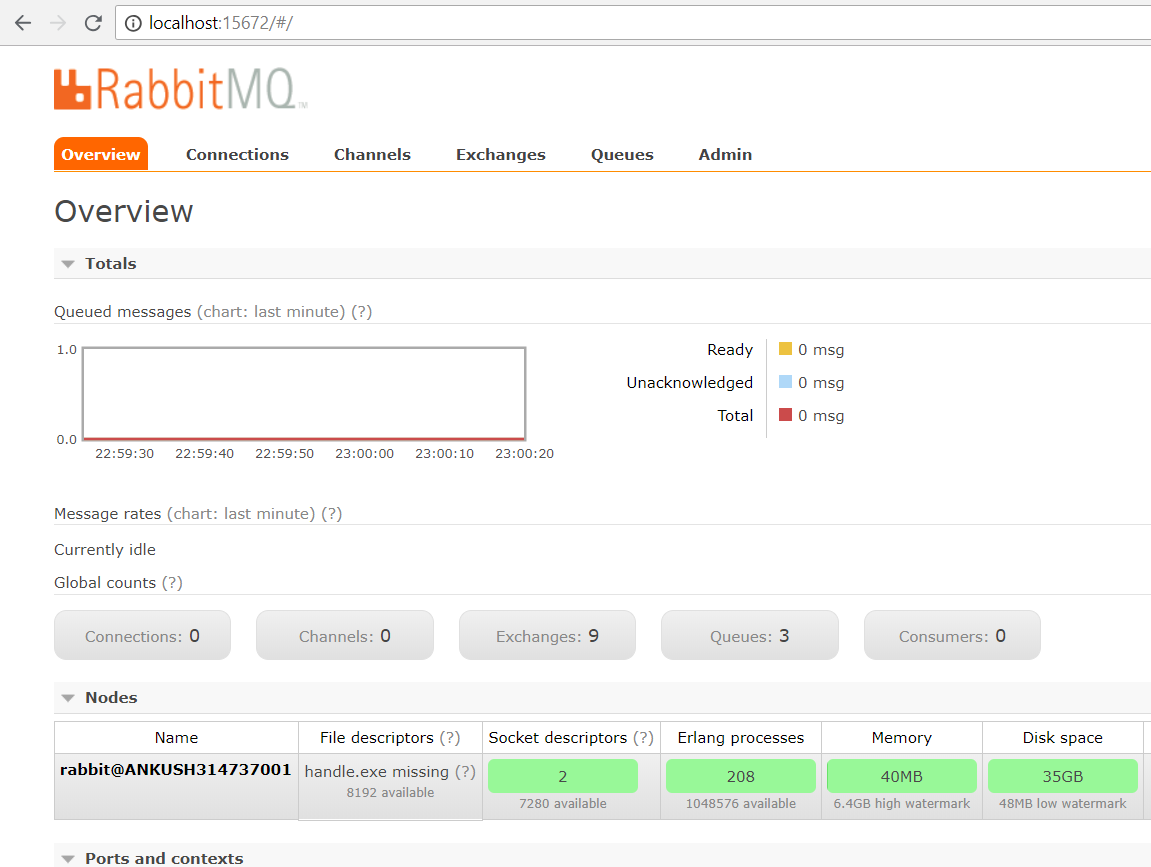 localhost:15672/#/
RabbitMQ™
Overview Connections Channels Exchanges Queues Admin
Overview
Totals
Queued messages (chart: last minute) (?)
1.0
0.0
22:59:30 22:59:40 22:59:50 23:00:00 23:00:10 23:00:20
Ready 0 msg
Unacknowledged 0 msg
Total 0 msg
Message rates (chart: last minute) (?)
Currently idle
Global counts (?)
Connections: 0 Channels: 0 Exchanges: 9 Queues: 3 Consumers: 0
Nodes
Name File descriptors (?) Socket descriptors (?) Erlang processes Memory Disk space
rabbit@ANKUSH314737001 handle.exe missing (?) 2 208 40MB 35GB
8192 available 7280 available 1048576 available 6.4GB high watermark 48MB low watermark
Ports and contexts